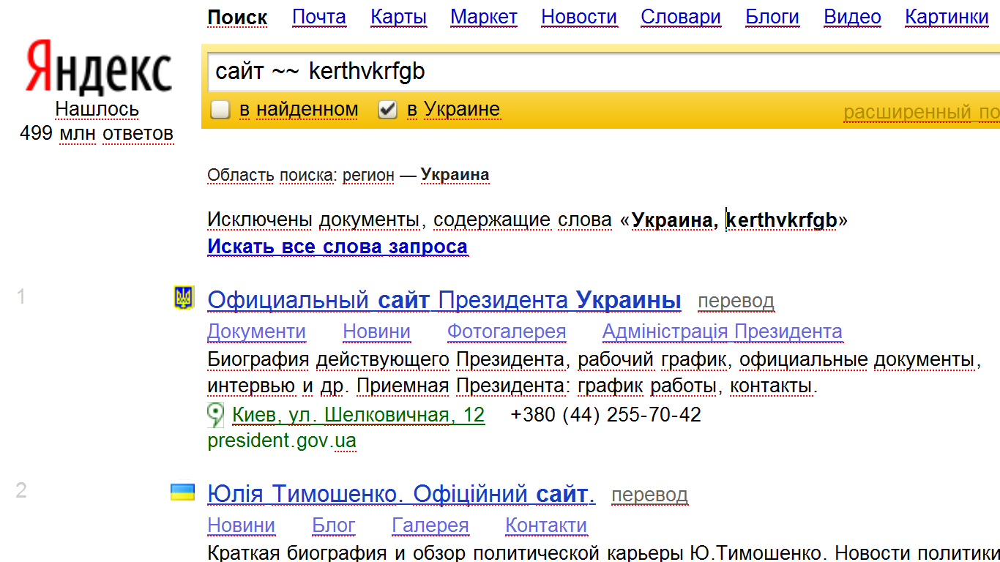 Поиск Почта Карты Маркет Новости Словари Блоги Видео Картинки
Яндекс
сайт ~~ kerthvkrfgb
Нашлось
499 млн ответов
в найденном в Украине
расширенный по
Область поиска: регион — Украина
Исключены документы, содержащие слова «Украина, kerthvkrfgb»
Искать все слова запроса
1
Официальный сайт Президента Украины перевод
Документи Новини Фотогалерея Адміністрація Президента
Биография действующего Президента, рабочий график, официальные документы,
интервью и др. Приемная Президента: график работы, контакты.
Киев, ул. Шелковичная, 12 +380 (44) 255-70-42
president.gov.ua
2
Юлія Тимошенко. Офіційний сайт. перевод
Новини Блог Галерея Контакти
Краткая биография и обзор политической карьеры Ю.Тимошенко. Новости политики